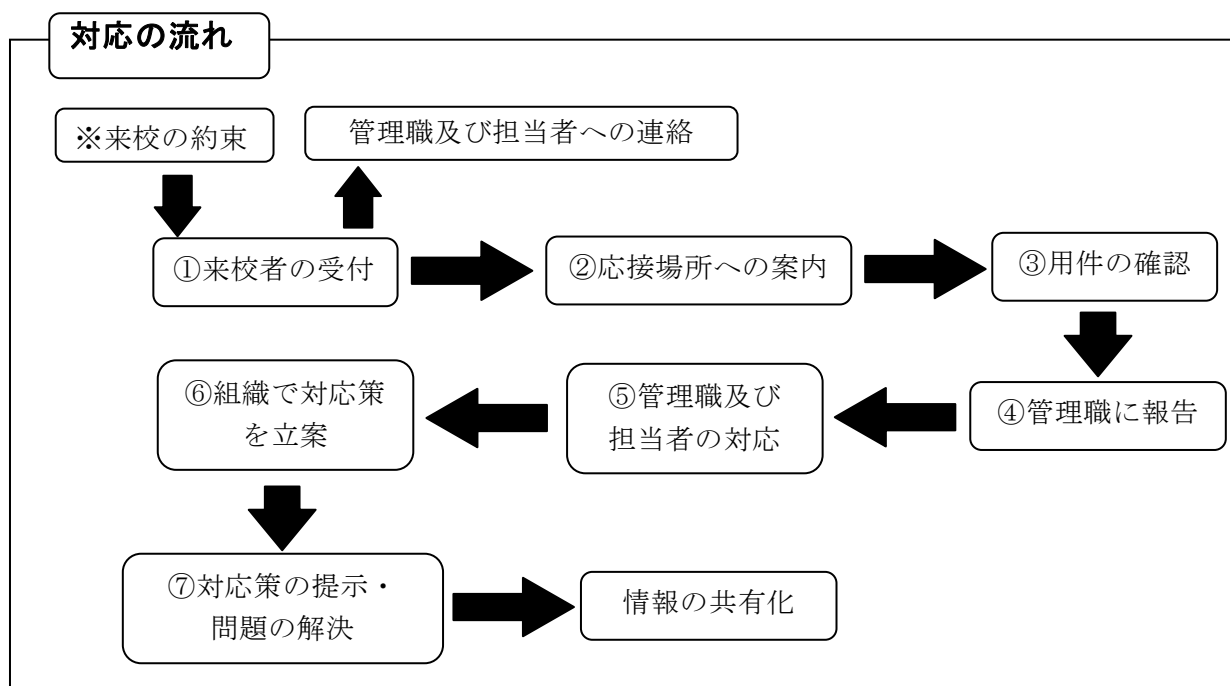 対応の流れ
※来校の約束
管理職及び担当者への連絡
①来校者の受付
②応接場所への案内
③用件の確認
④管理職に報告
⑤管理職及び
担当者の対応
⑥組織で対応策
を立案
⑦対応策の提示・
問題の解決
情報の共有化